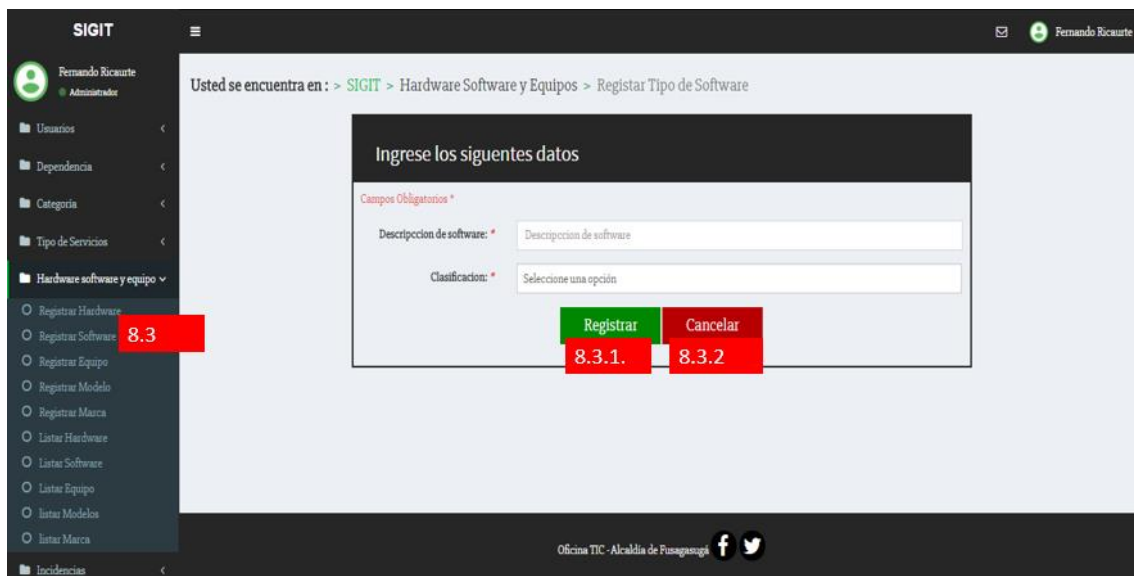 SIGIT
Fernando Ricaurte
Fernando Ricaurte
Administrador
Usuarios
Dependencia
Categoria
Tipo de Servicios
Hardware software y equipo
Registrar Hardware
Registrar Software
8.3
Registrar Equipo
Registrar Modelo
Registrar Marca
Listar Hardware
Listar Software
Listar Equipo
listar Modelos
listar Marca
Incidencias
Usted se encuentra en : > SIGIT > Hardware Software y Equipos > Registar Tipo de Software
Ingrese los siguentes datos
Campos Obligatorios *
Descripccion de software: * Descripccion de software
Clasificacion: * Seleccione una opción
Registrar Cancelar
8.3.1. 8.3.2
Oficina TIC - Alcaldía de Fusagasugá